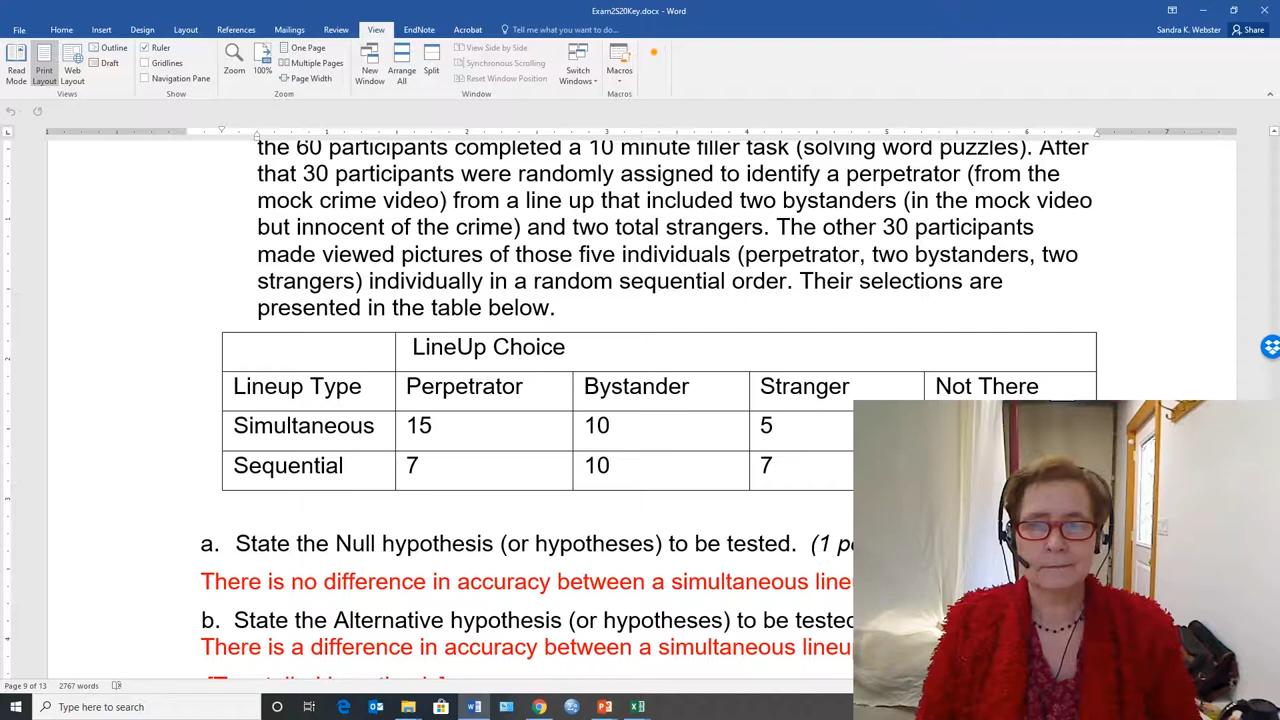 Exam2S20Key.docx - Word
Sandra K. Webster
Share
File Home Insert Design Layout References Mailings Review View EndNote Acrobat Tell me what you want to do...
Read Mode
Print Layout
Web Layout
Outline
Draft
Views
Ruler
Gridlines
Navigation Pane
Show
Zoom
100%
One Page
Multiple Pages
Page Width
Zoom
New Window
Arrange All
Split
View Side by Side
Synchronous Scrolling
Reset Window Position
Window
Switch Windows
Macros
Macros
1 1 2 3 4 5 6 7
the 60 participants completed a 10 minute filler task (solving word puzzles). After
that 30 participants were randomly assigned to identify a perpetrator (from the
mock crime video) from a line up that included two bystanders (in the mock video
but innocent of the crime) and two total strangers. The other 30 participants
made viewed pictures of those five individuals (perpetrator, two bystanders, two
strangers) individually in a random sequential order. Their selections are
presented in the table below.
LineUp Choice
Lineup Type Perpetrator Bystander Stranger Not There
Simultaneous 15 10 5
Sequential 7 10 7
a. State the Null hypothesis (or hypotheses) to be tested. (1
There is no difference in accuracy between a simultaneous
b. State the Alternative hypothesis (or hypotheses) to be tested
There is a difference in accuracy between a simultaneous
Page 9 of 13 2767 words
Type here to search